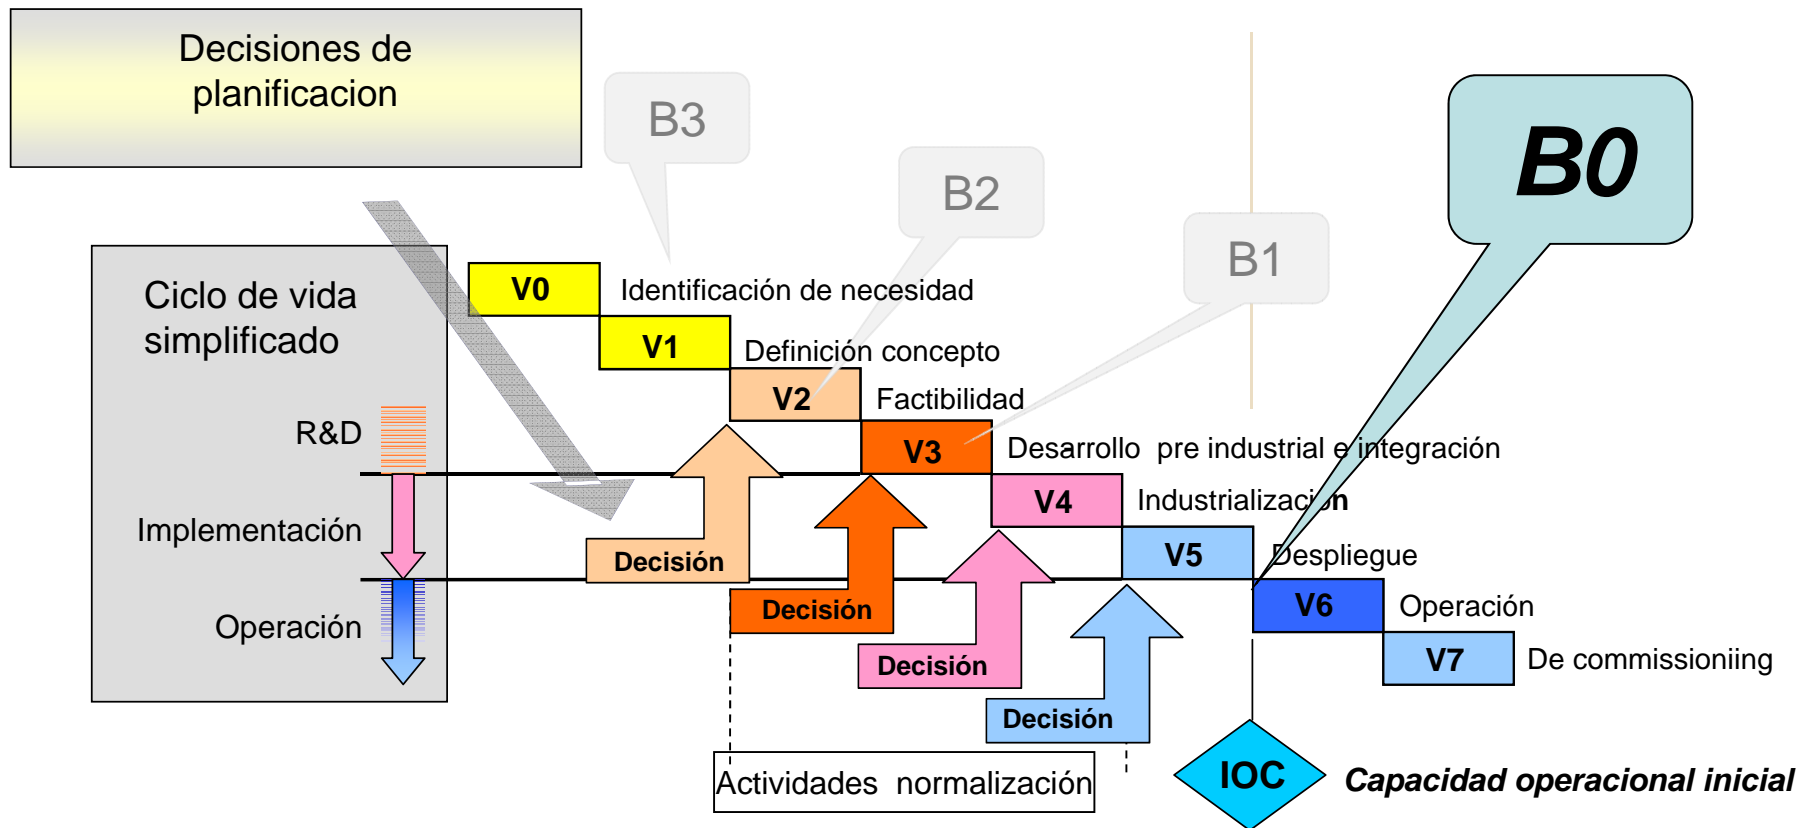 Decisiones de
planificacion
B3
B2
B1
B0
Ciclo de vida
simplificado
R&D
Implementación
Operación
V0 Identificación de necesidad
V1 Definición concepto
V2 Factibilidad
V3 Desarrollo pre industrial e integración
V4 Industrialización
V5 Despliegue
V6 Operación
V7 De commissioniing
Decisión
Decisión
Decisión
Decisión
Actividades normalización
IOC Capacidad operacional inicial